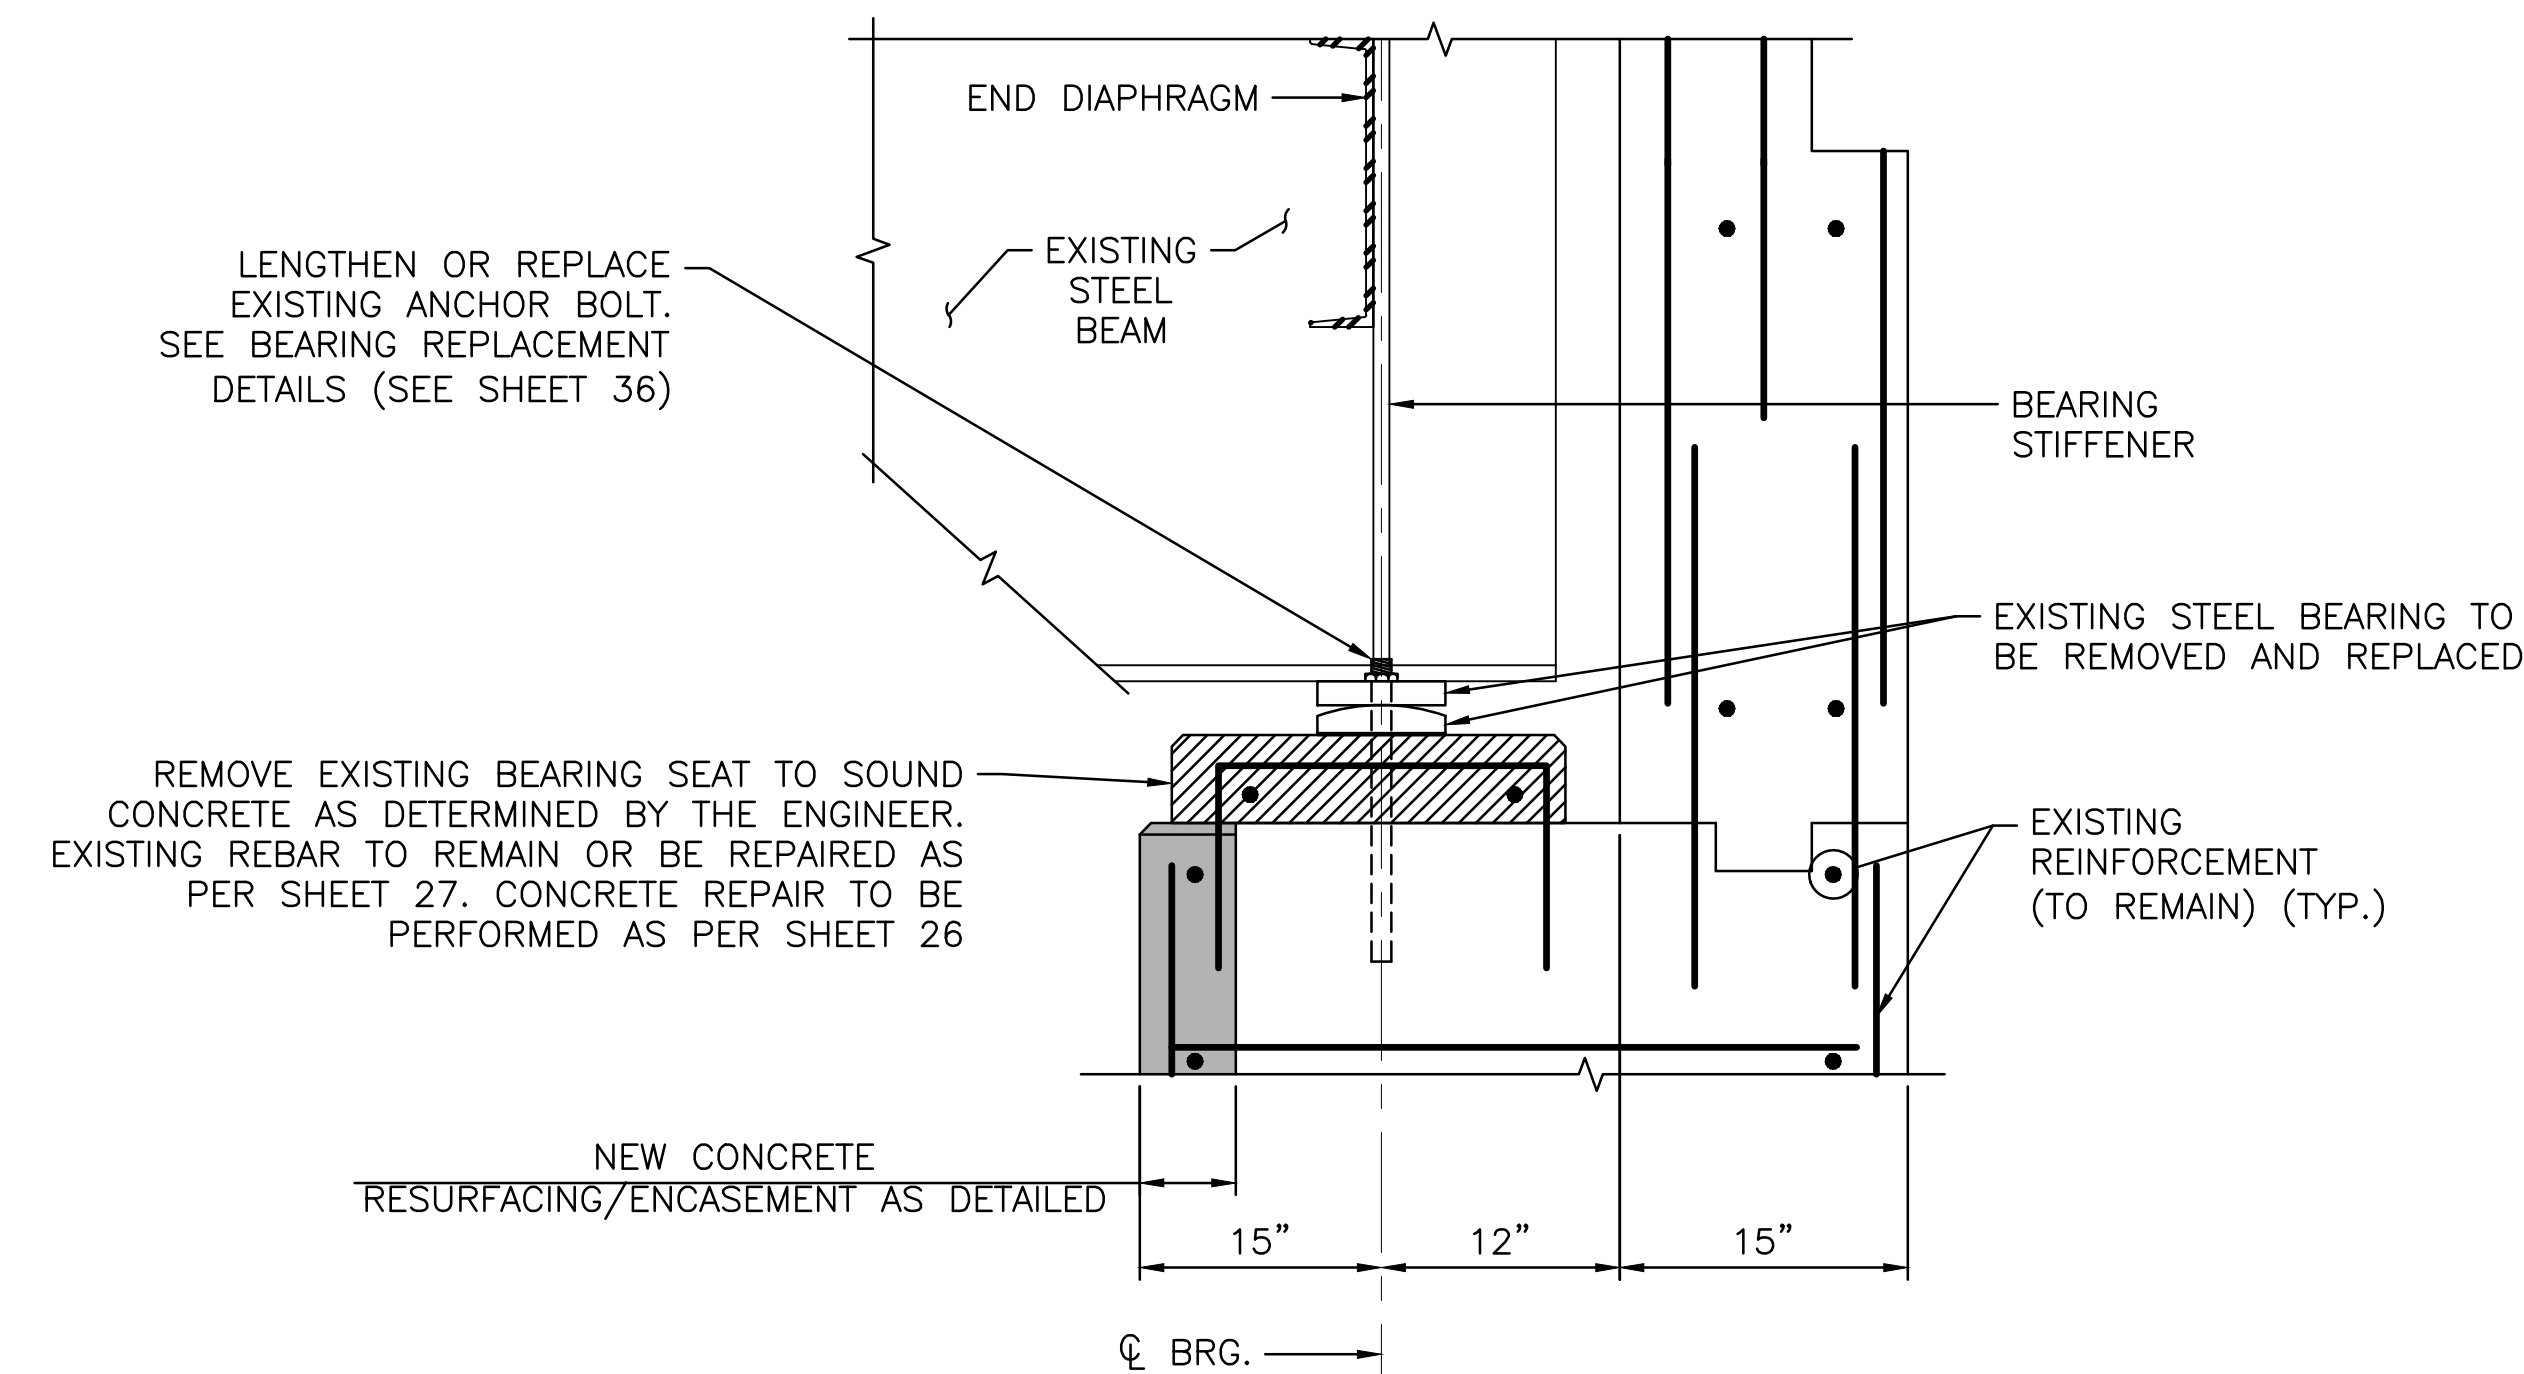 END DIAPHRAGM
EXISTING
STEEL
BEAM
LENGTHEN OR REPLACE
EXISTING ANCHOR BOLT.
SEE BEARING REPLACEMENT
DETAILS (SEE SHEET 36)
BEARING
STIFFENER
EXISTING STEEL BEARING TO
BE REMOVED AND REPLACED
REMOVE EXISTING BEARING SEAT TO SOUND
CONCRETE AS DETERMINED BY THE ENGINEER.
EXISTING REBAR TO REMAIN OR BE REPAIRED AS
PER SHEET 27. CONCRETE REPAIR TO BE
PERFORMED AS PER SHEET 26
EXISTING
REINFORCEMENT
(TO REMAIN) (TYP.)
NEW CONCRETE
RESURFACING/ENCASEMENT AS DETAILED
15”
12”
15”
℄ BRG.